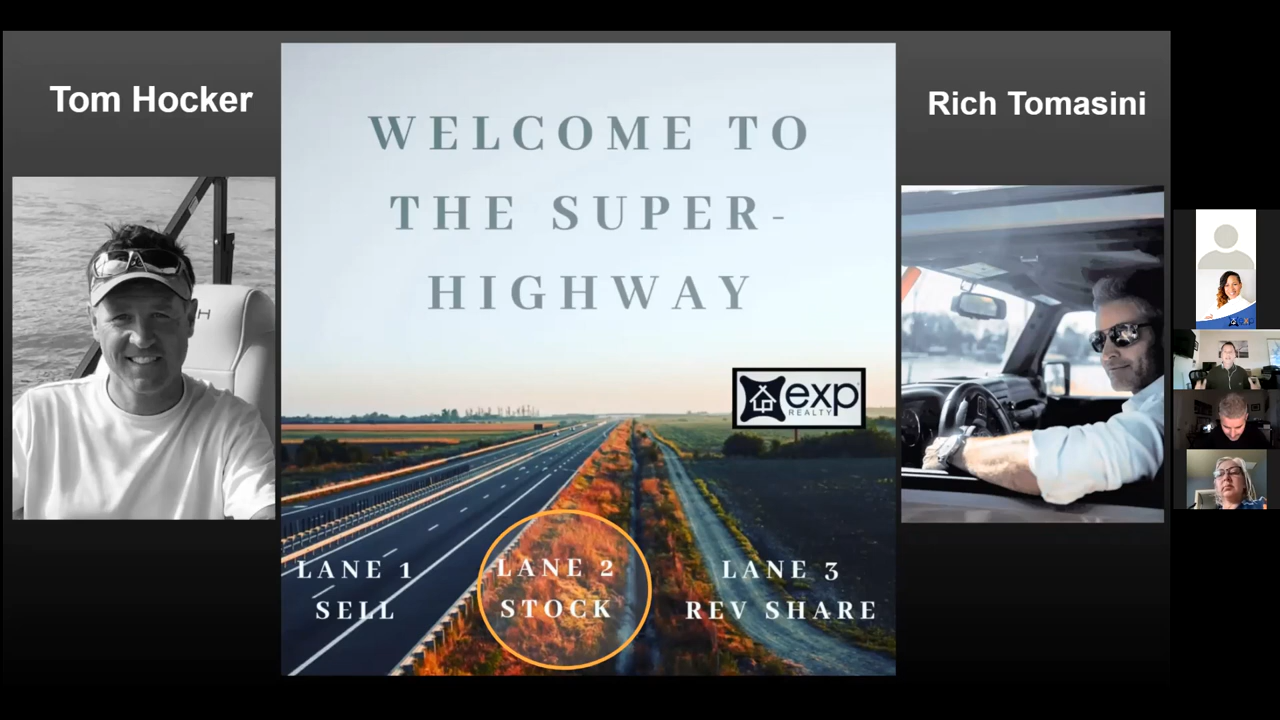 Tom Hocker
Rich Tomasini
WELCOME TO
THE SUPER-
HIGHWAY
exp
REALTY
LANE 1
SELL
LANE 2
STOCK
LANE 3
REV SHARE
H